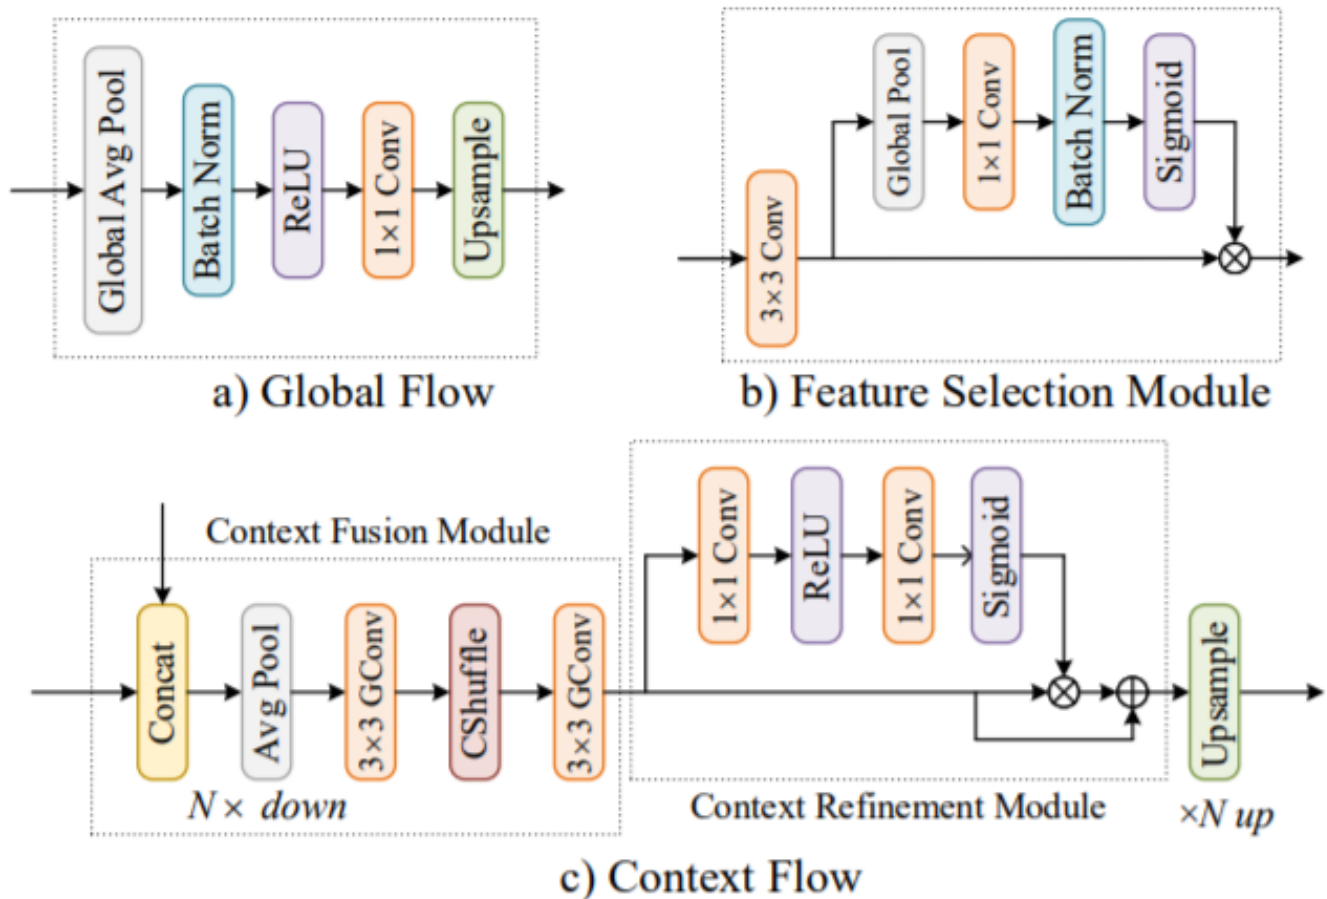 Global Avg Pool
Batch Norm
ReLU
1×1 Conv
Upsample
a) Global Flow
3×3 Conv
Global Pool
1×1 Conv
Batch Norm
Sigmoid
b) Feature Selection Module
Context Fusion Module
Concat
Avg Pool
3×3 GConv
CShuffle
3×3 GConv
N× down
1×1 Conv
ReLU
1×1 Conv
Sigmoid
Context Refinement Module
Upsample
×N up
c) Context Flow